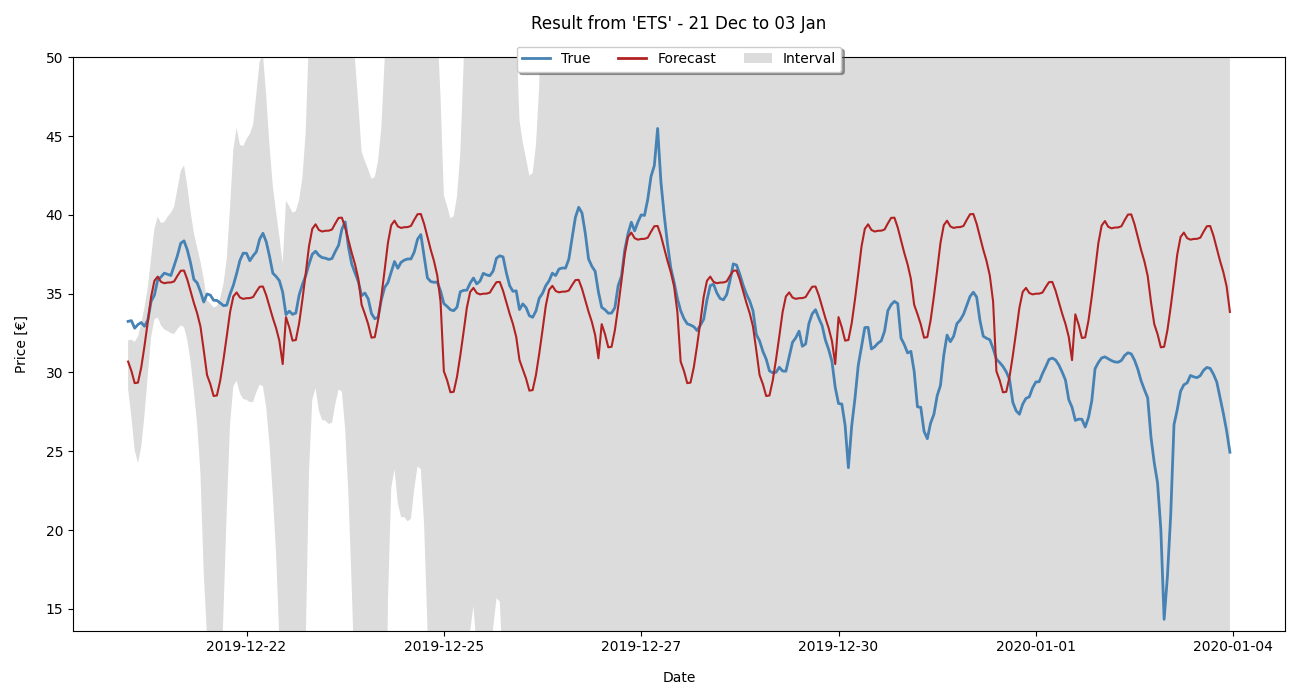 Result from 'ETS' - 21 Dec to 03 Jan
True Forecast Interval
Price [€]
50
45
40
35
30
25
20
15
2019-12-22 2019-12-25 2019-12-27 2019-12-30 2020-01-01 2020-01-04
Date